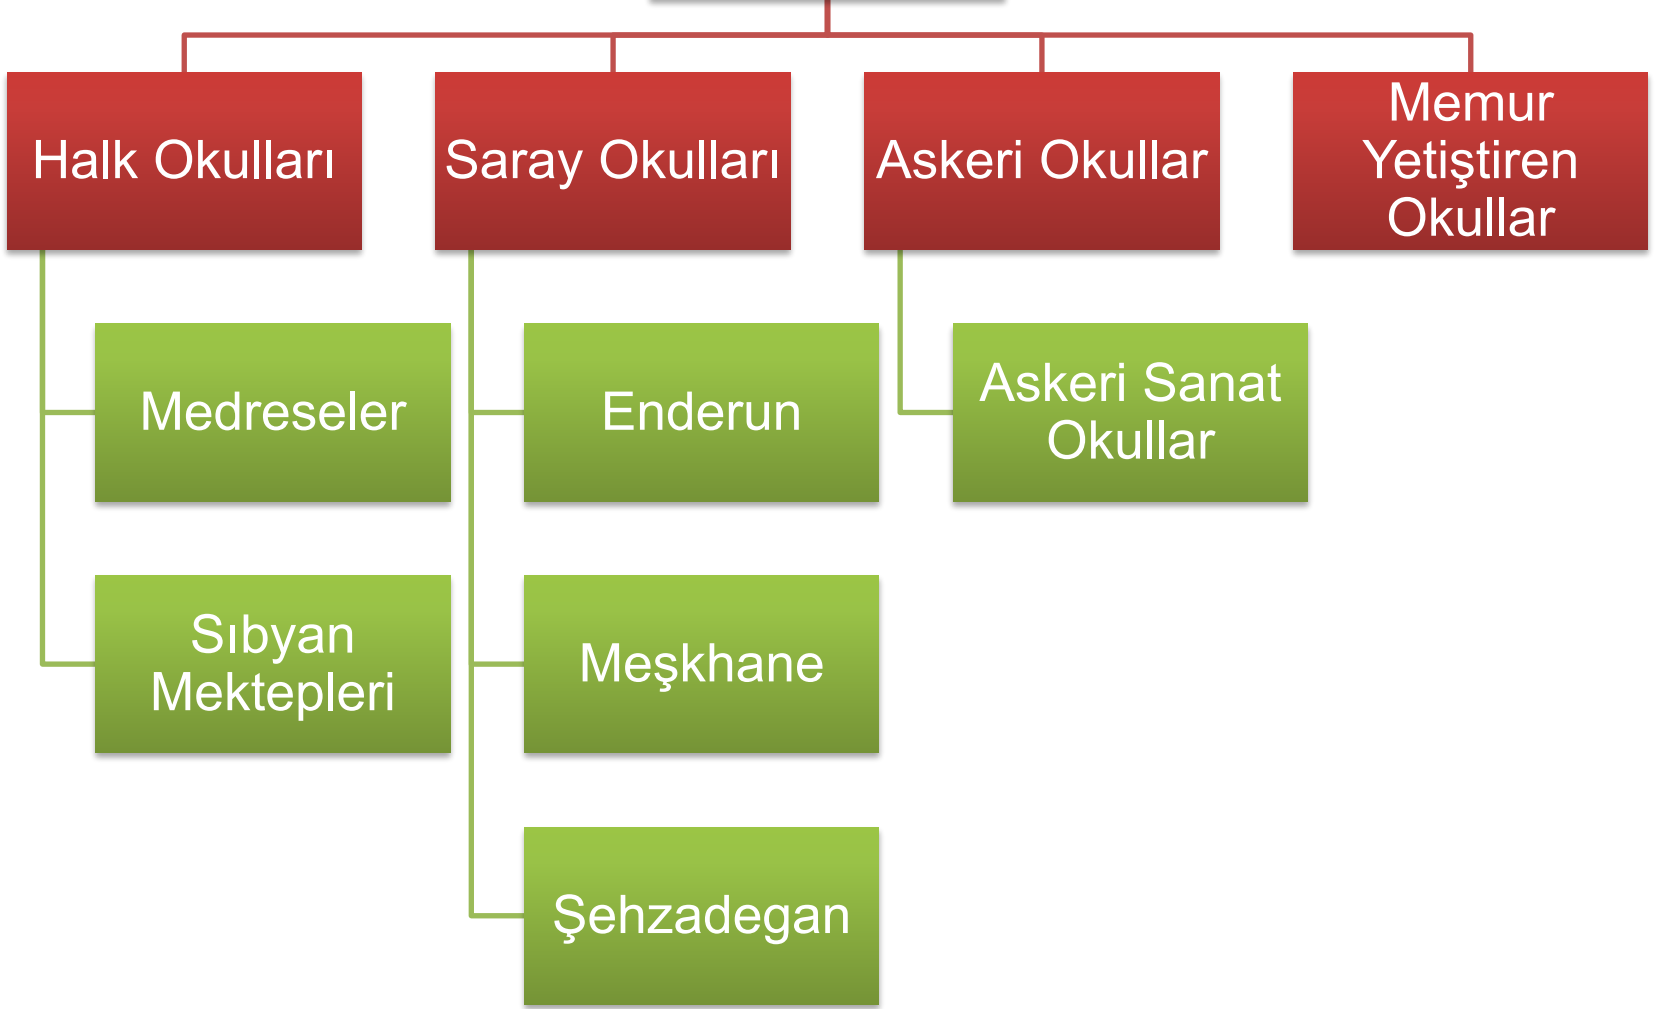 Halk Okulları
Saray Okulları
Askeri Okullar
Memur
Yetiştiren
Okullar
Medreseler
Enderun
Askeri Sanat
Okullar
Sıbyan
Mektepleri
Meşkhane
Şehzadegan